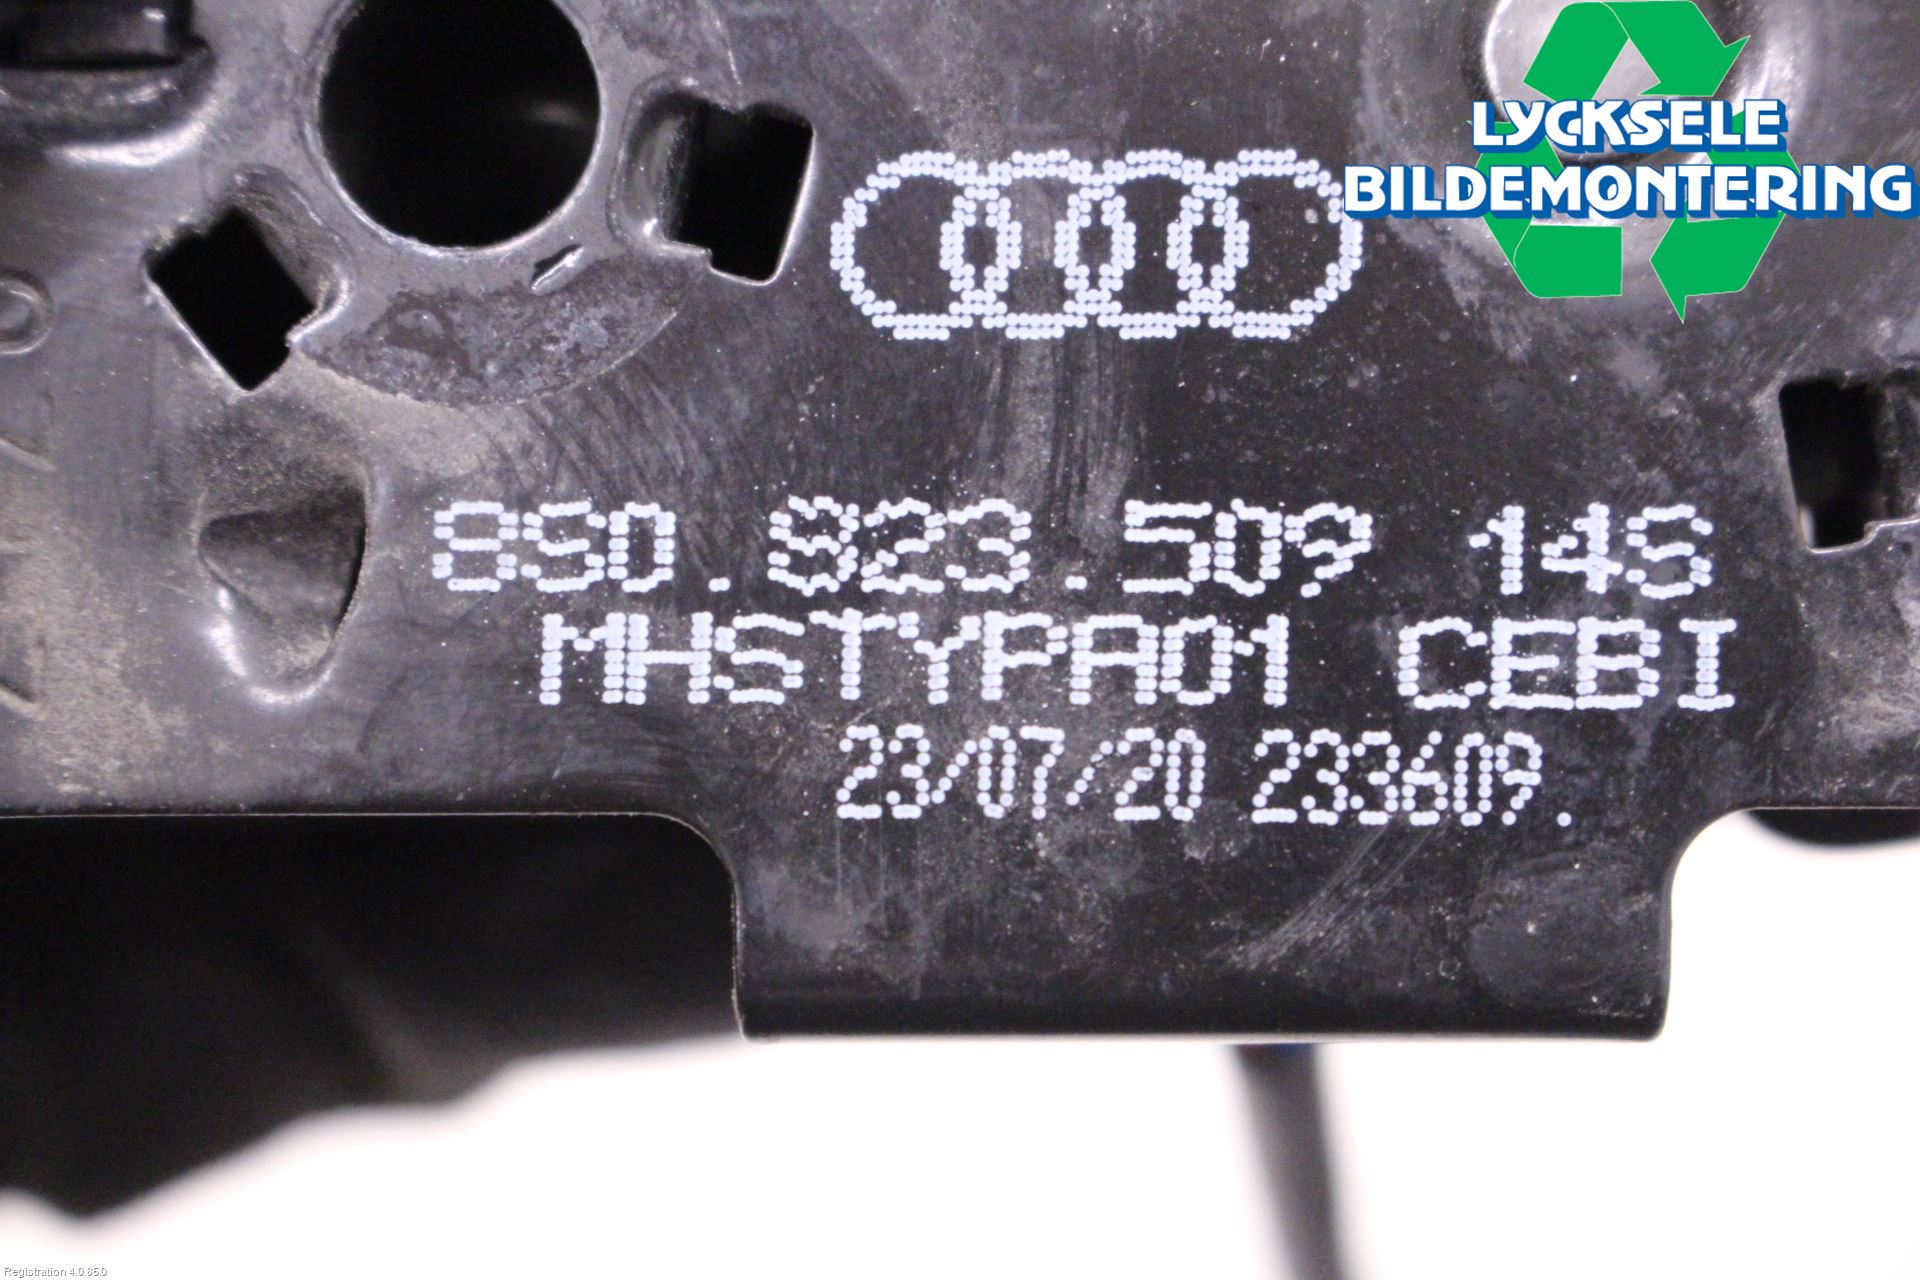 LYCKSELE
BILDEMONTERING
8S0.823.509 14S
MHSTYPA01 CEBI
23/07/20 233609.
Registration 4.0.85.0